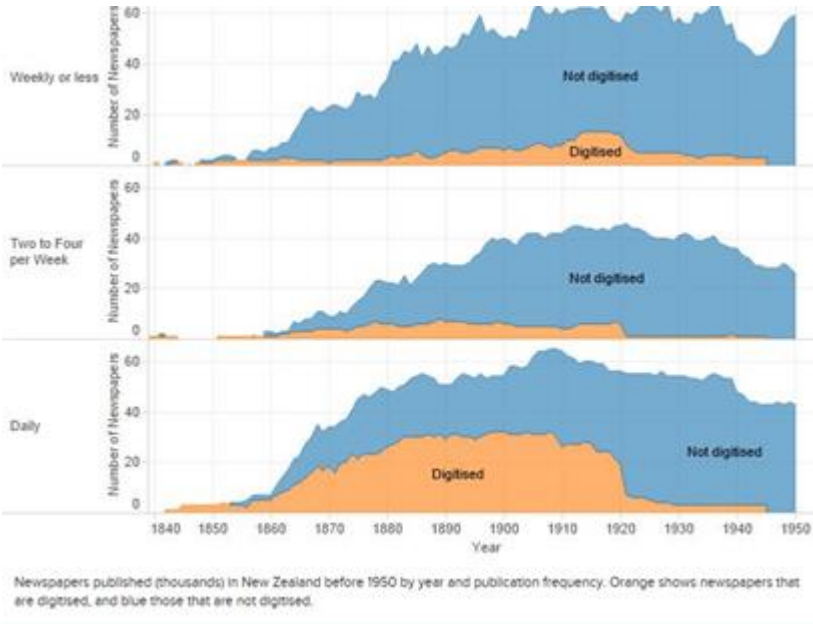 60
40
20
0
Number of Newspapers
Weekly or less
Not digitised
Digitised
60
40
20
0
Number of Newspapers
Two to Four
per Week
Not digitised
60
40
20
0
Number of Newspapers
Daily
Not digitised
Digitised
1840 1850 1860 1870 1880 1890 1900 1910 1920 1930 1940 1950
Year
Newspapers published (thousands) in New Zealand before 1950 by year and publication frequency. Orange shows newspapers that
are digitised, and blue those that are not digitised.